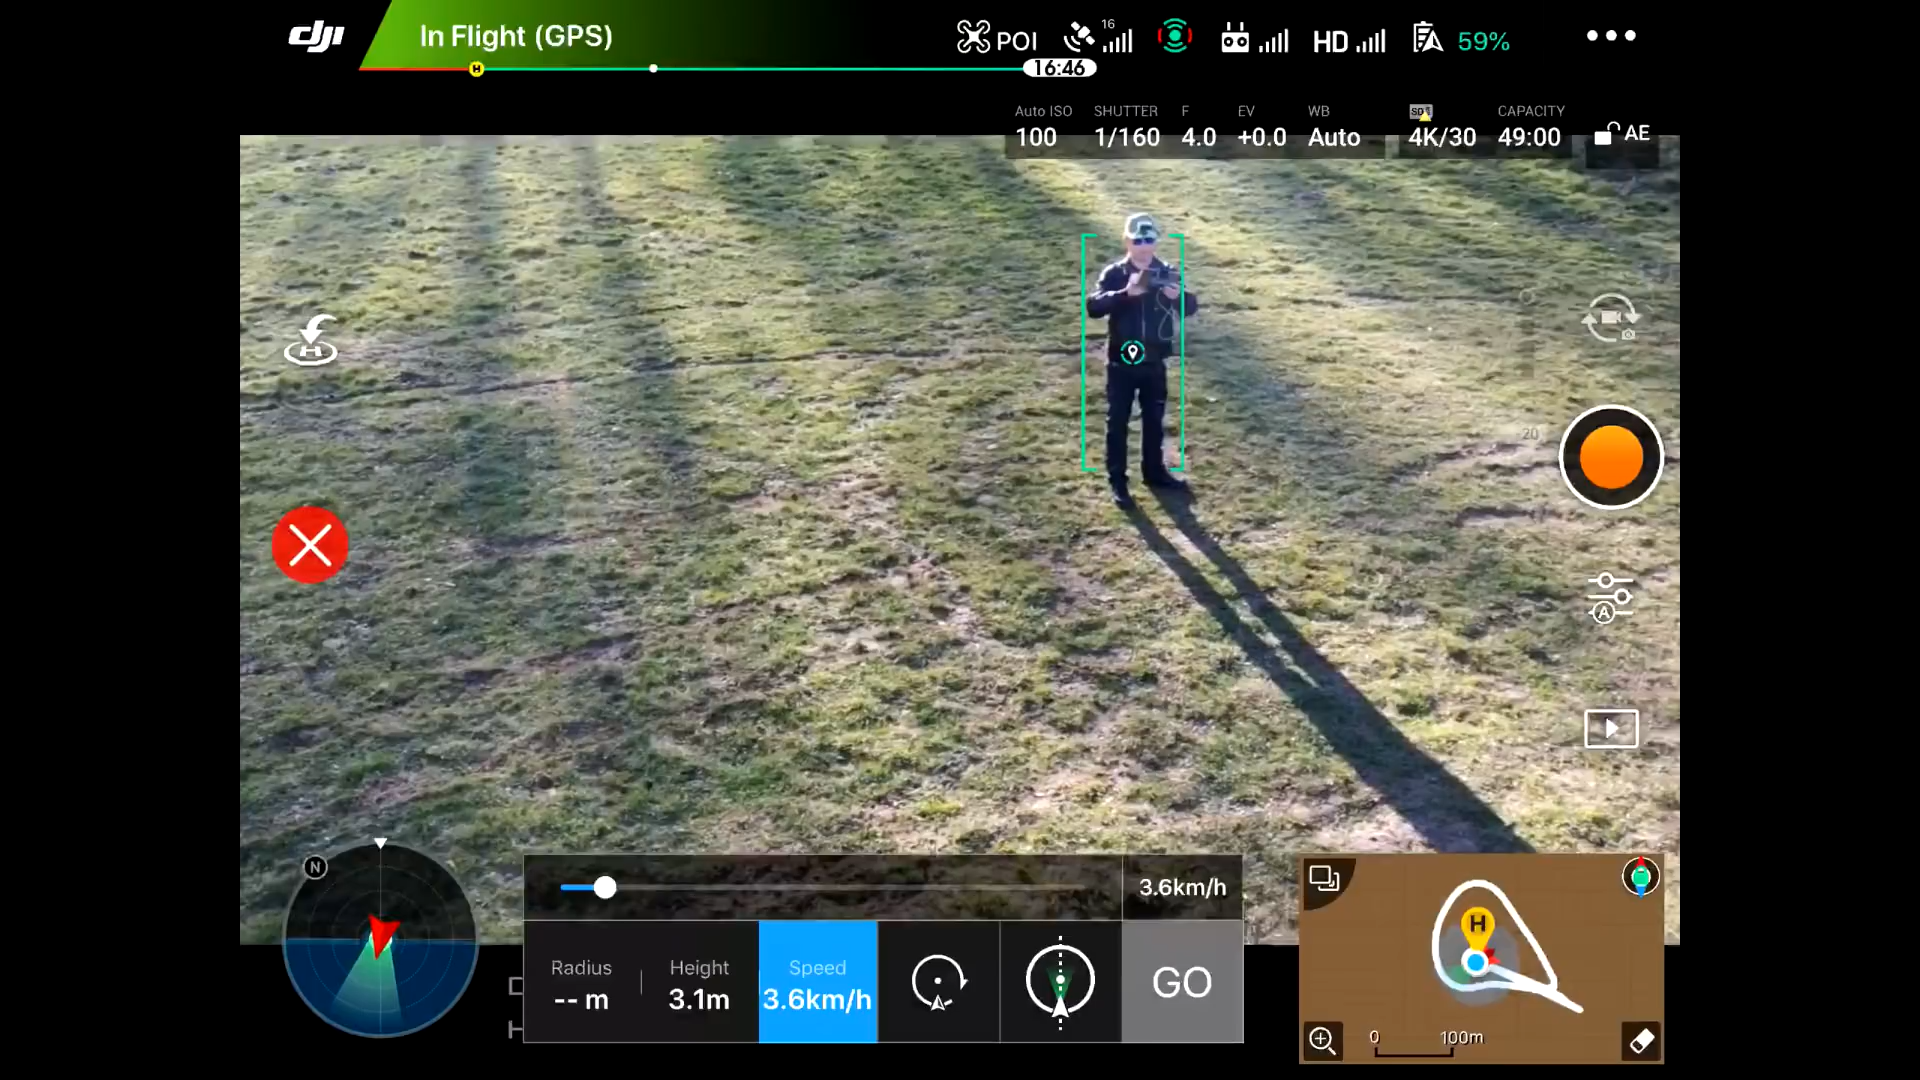 dji In Flight (GPS) POI 16 HD 59%
H 16:46
Auto ISO SHUTTER F EV WB SD CAPACITY
100 1/160 4.0 +0.0 Auto 4K/30 49:00 AE
H
20
A
N
3.6km/h
Radius Height Speed
-- m 3.1m 3.6km/h GO
H
0 100m